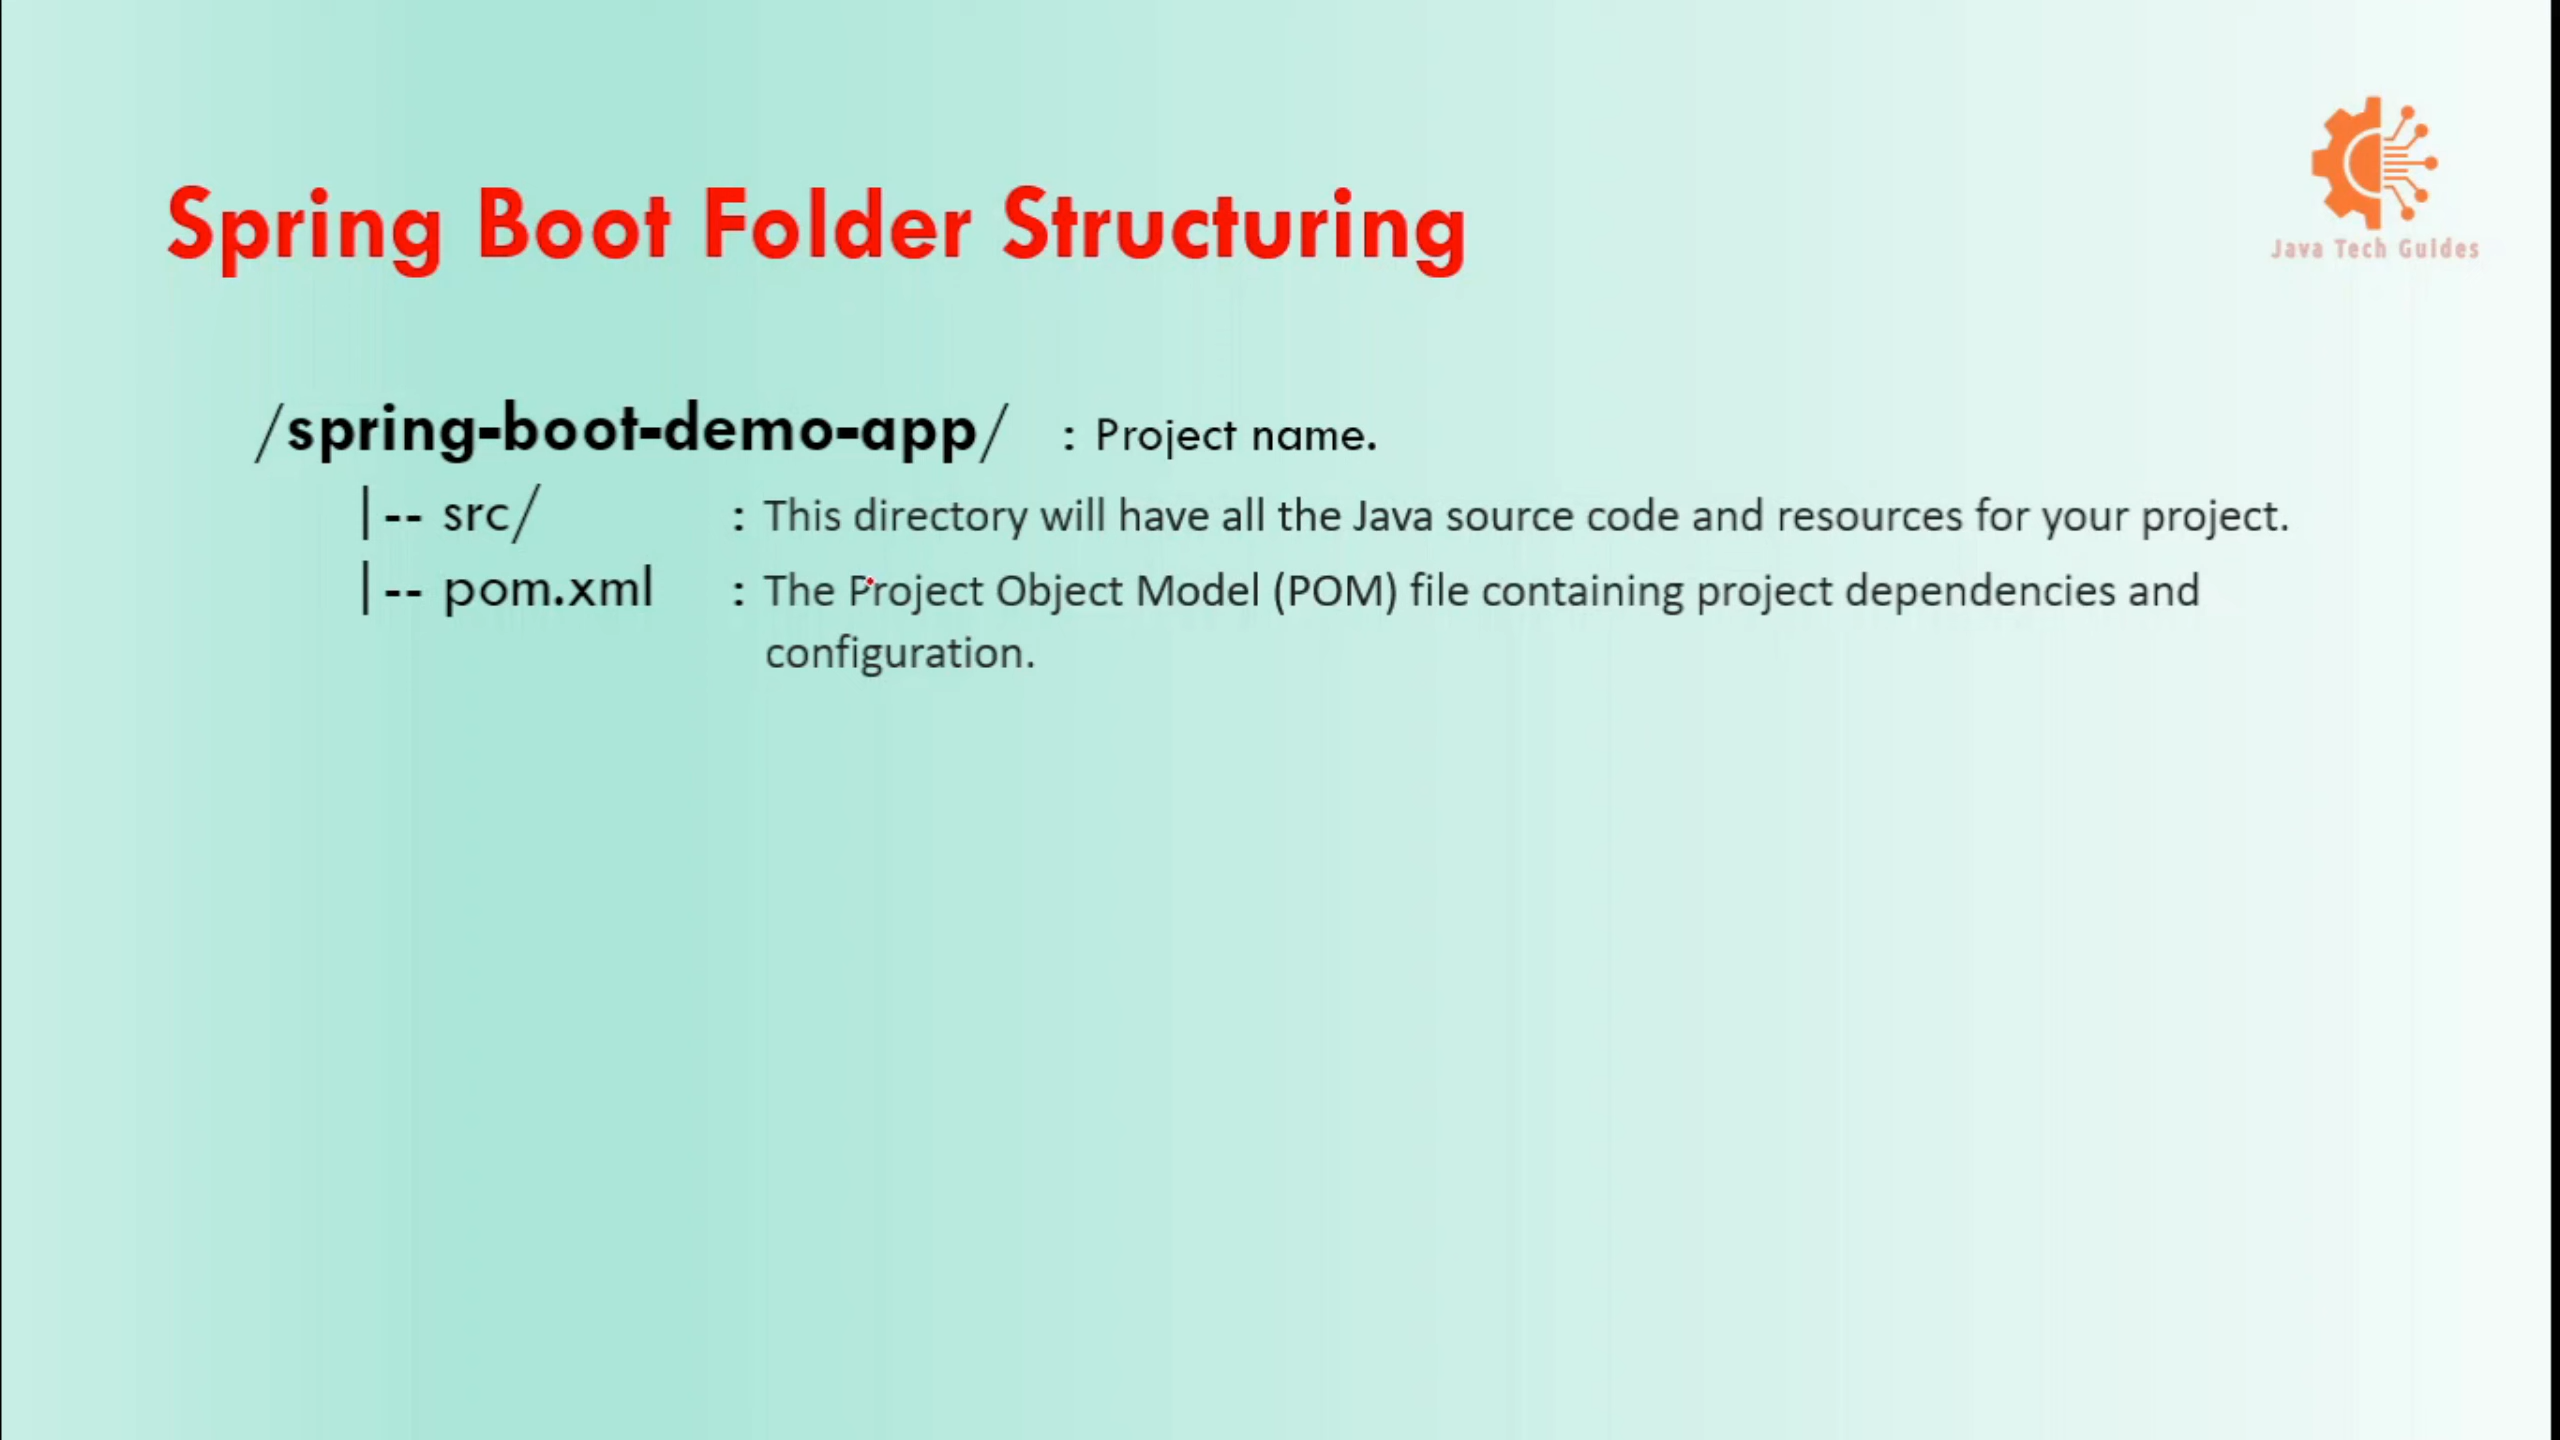 Java Tech Guides
Spring Boot Folder Structuring
/spring-boot-demo-app/ : Project name.
|-- src/ : This directory will have all the Java source code and resources for your project.
|-- pom.xml : The Project Object Model (POM) file containing project dependencies and
configuration.